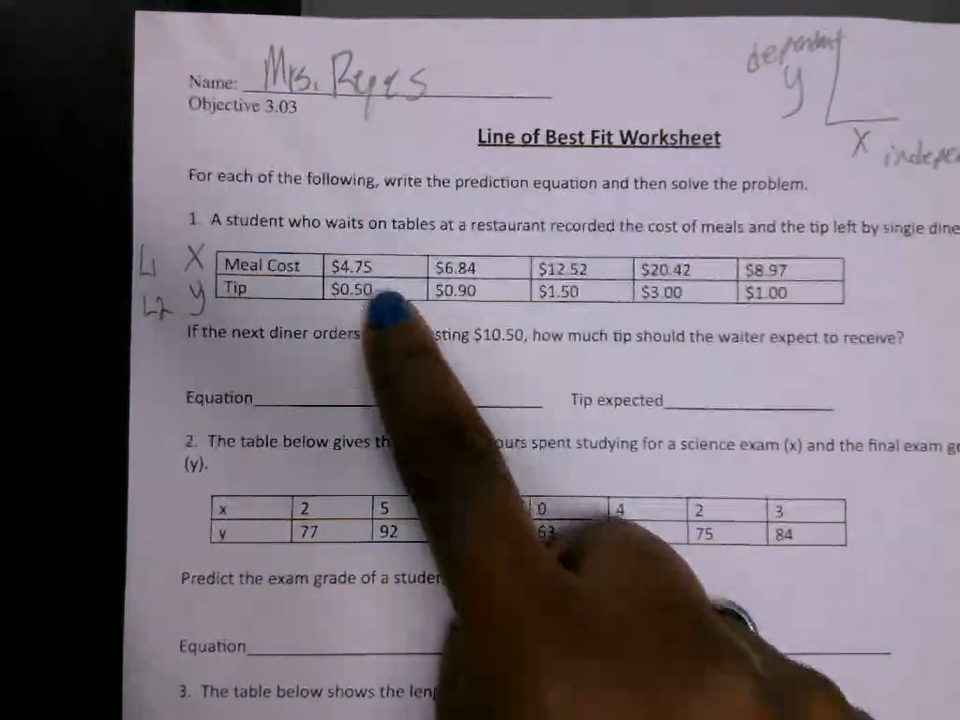 Name: Mrs. Reyes
dependent
y
Objective 3.03
x
Line of Best Fit Worksheet
For each of the following, write the prediction equation and then solve the problem.
1. A student who waits on tables at a restaurant recorded the cost of meals and the tip left by single
L1 X Meal Cost $4.75 $6.84 $12.52 $20.42 $8.97
L2 y Tip $0.50 $0.90 $1.50 $3.00 $1.00
If the next diner orders $10.50, how much tip should the waiter expect to receive?
Equation Tip expected
2. The table below gives spent studying for a science exam (x) and the final exam
(y).
x 2 5 0 4 2 3
y 77 92 63 75 84
Predict the exam grade of a
Equation
3. The table below shows the